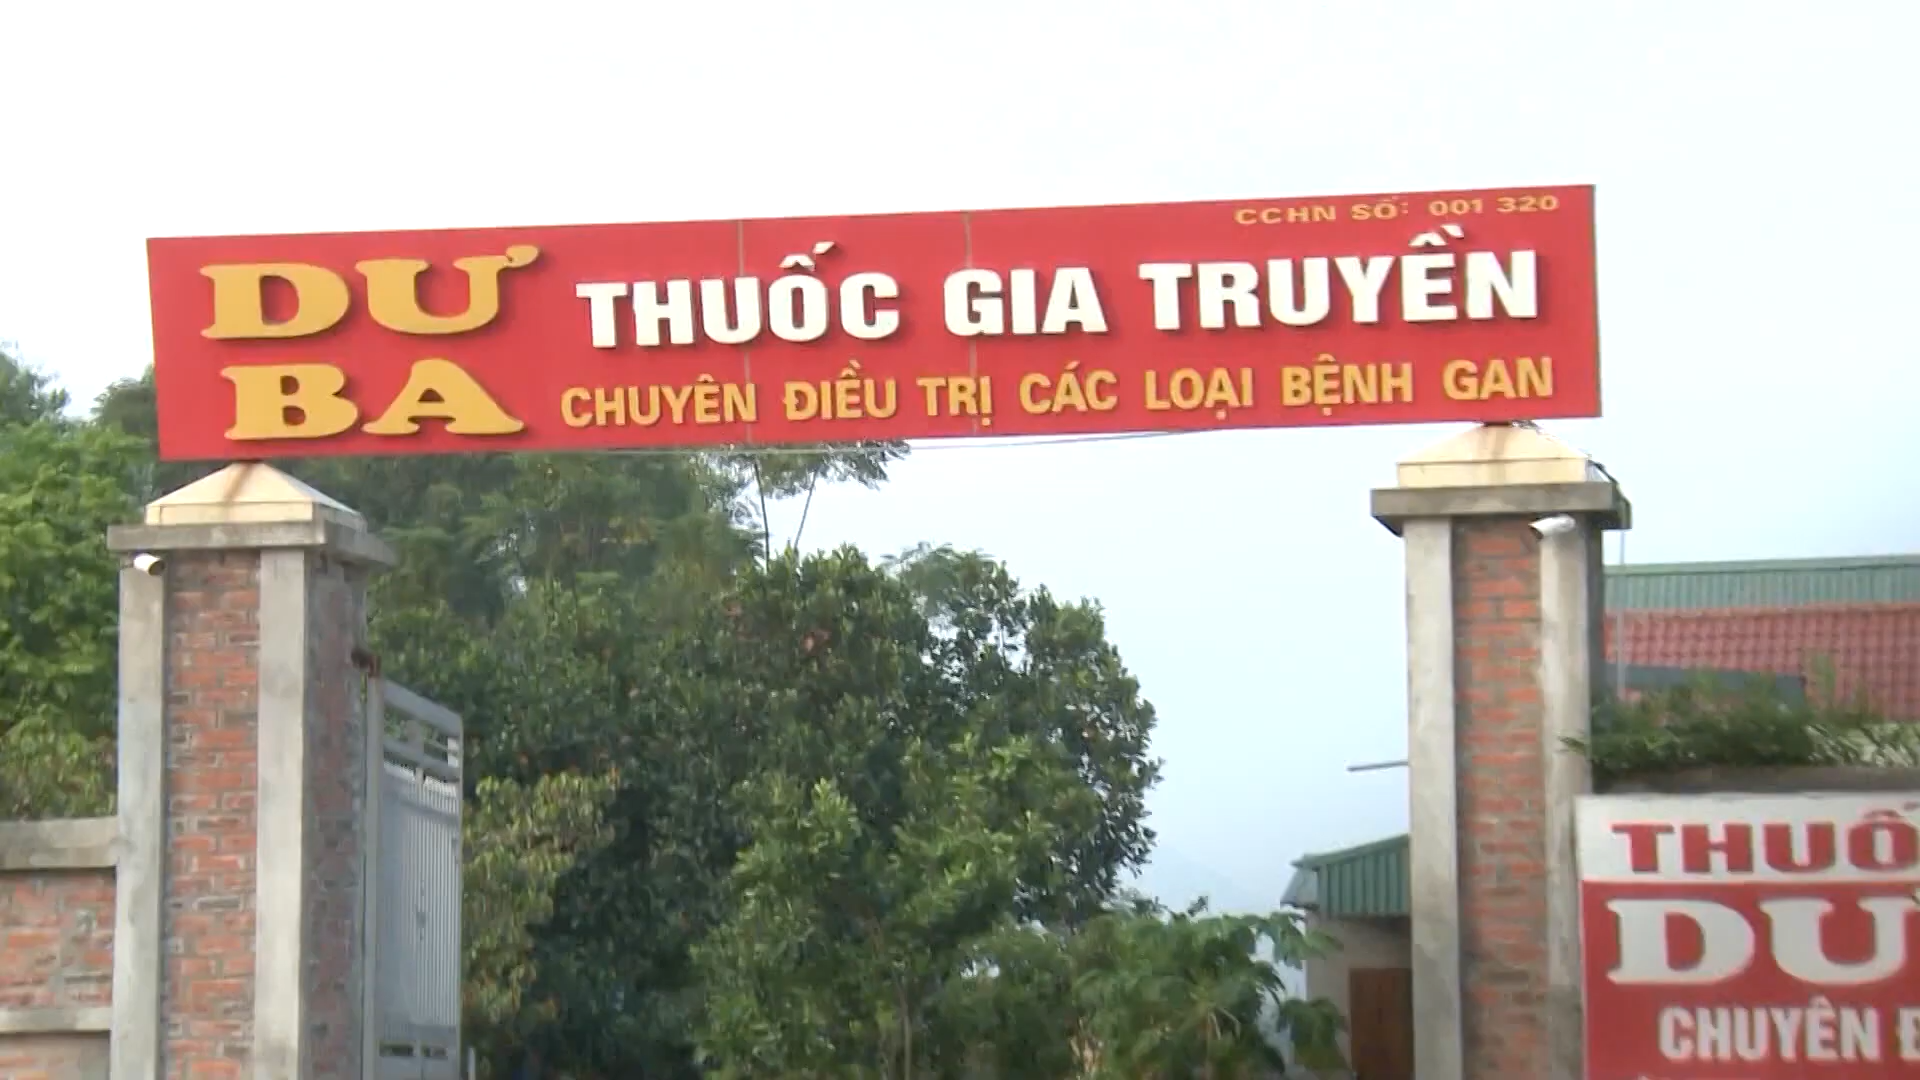 CCHN SỐ: 001 320
DƯ BA
THUỐC GIA TRUYỀN
CHUYÊN ĐIỀU TRỊ CÁC LOẠI BỆNH GAN
THUỐ
DƯ
CHUYÊN Đ